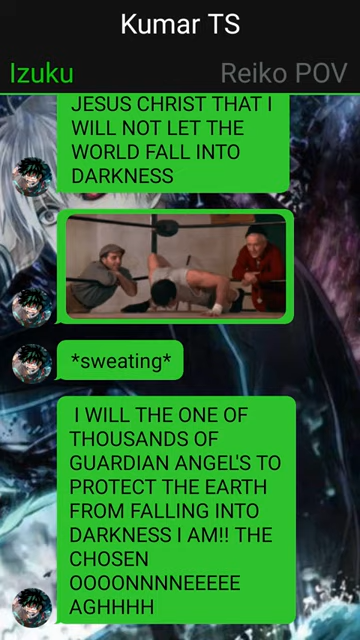 Kumar TS
Izuku
Reiko POV
JESUS CHRIST THAT I
WILL NOT LET THE
WORLD FALL INTO
DARKNESS
*sweating*
I WILL THE ONE OF
THOUSANDS OF
GUARDIAN ANGEL'S TO
PROTECT THE EARTH
FROM FALLING INTO
DARKNESS I AM!! THE
CHOSEN
OOOONNNNEEEEE
AGHHHH